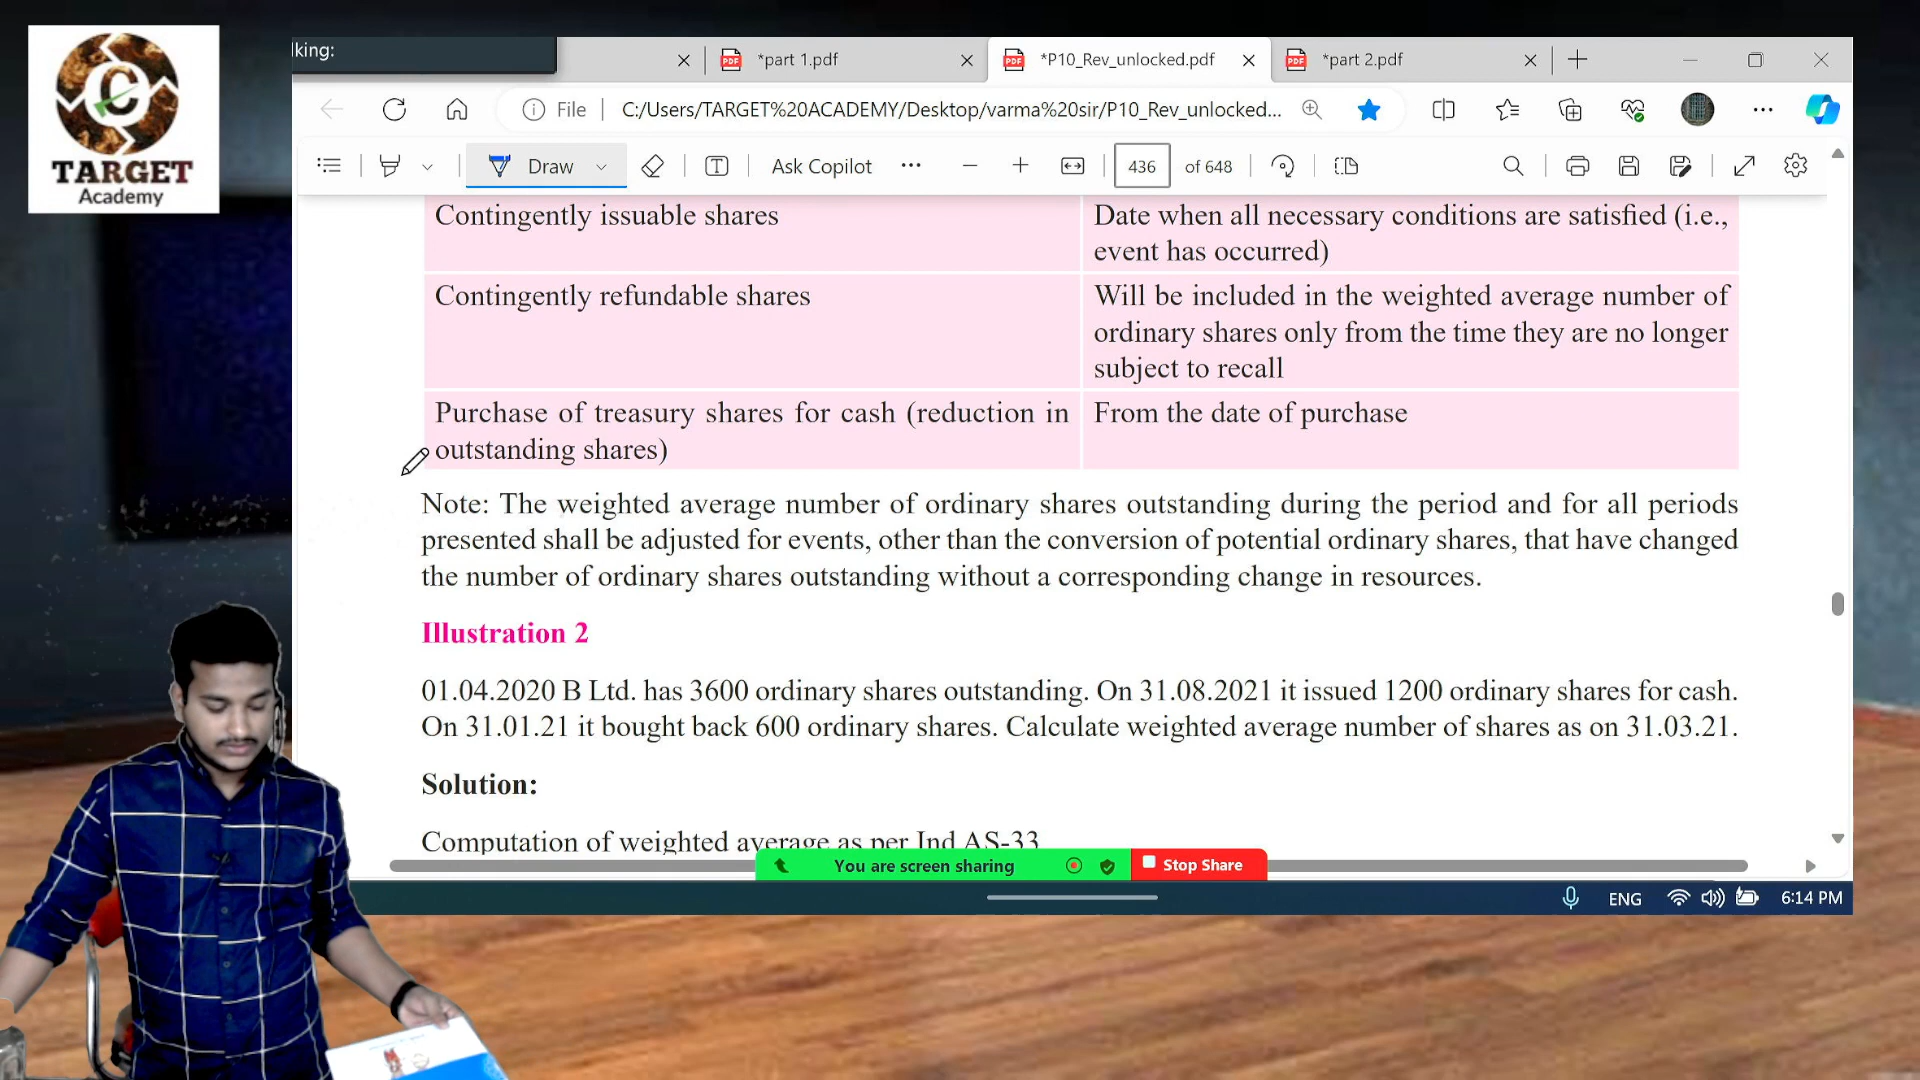 C
TARGET
Academy
lking:
*part 1.pdf
*P10_Rev_unlocked.pdf
*part 2.pdf
File
C:/Users/TARGET%20ACADEMY/Desktop/varma%20sir/P10_Rev_unlocked...
Draw
Ask Copilot
436
of 648
Contingently issuable shares
Date when all necessary conditions are satisfied (i.e.,
event has occurred)
Contingently refundable shares
Will be included in the weighted average number of
ordinary shares only from the time they are no longer
subject to recall
Purchase of treasury shares for cash (reduction in
outstanding shares)
From the date of purchase
Note: The weighted average number of ordinary shares outstanding during the period and for all periods
presented shall be adjusted for events, other than the conversion of potential ordinary shares, that have changed
the number of ordinary shares outstanding without a corresponding change in resources.
Illustration 2
01.04.2020 B Ltd. has 3600 ordinary shares outstanding. On 31.08.2021 it issued 1200 ordinary shares for cash.
On 31.01.21 it bought back 600 ordinary shares. Calculate weighted average number of shares as on 31.03.21.
Solution:
Computation of weighted average as per Ind AS-33
You are screen sharing
Stop Share
ENG
6:14 PM